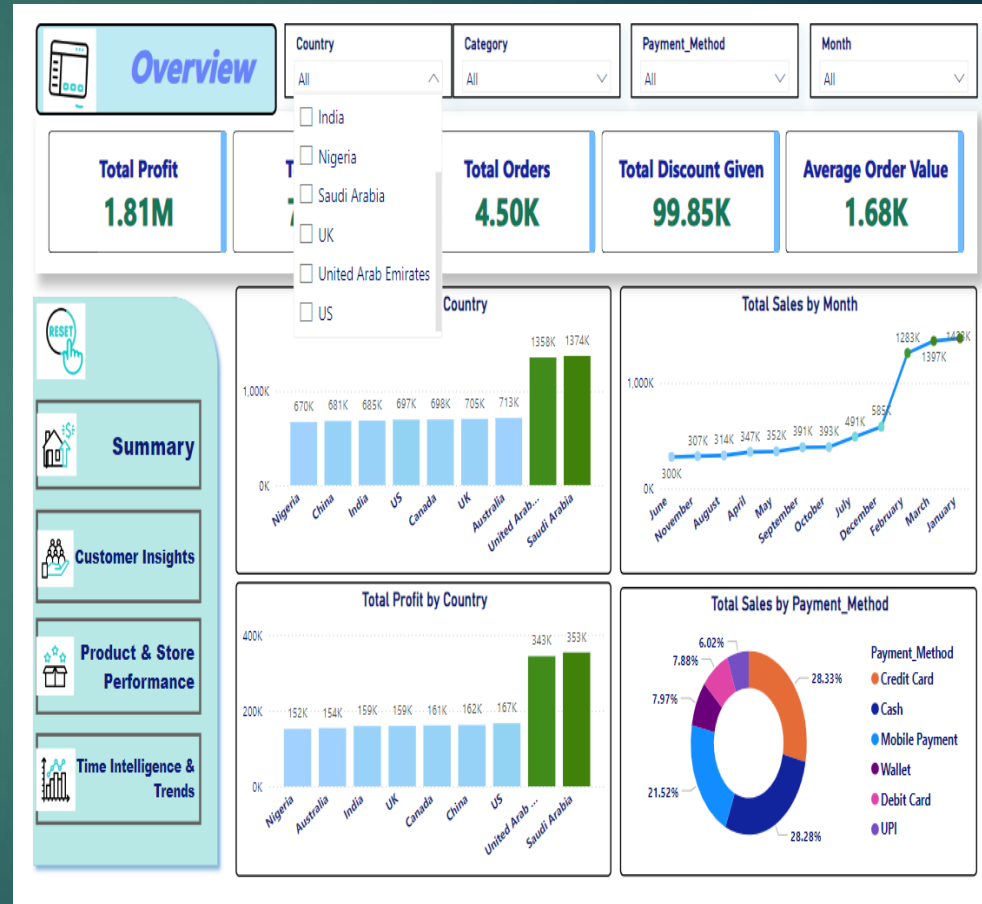 Overview
Country
All
Category
All
Payment_Method
All
Month
All
India
Nigeria
Saudi Arabia
UK
United Arab Emirates
US
Total Profit
1.81M
Total Orders
4.50K
Total Discount Given
99.85K
Average Order Value
1.68K
RESET
Summary
Customer Insights
Product & Store
Performance
Time Intelligence &
Trends
Country
1,000K
0K
670K 681K 685K 697K 698K 705K 713K 1358K 1374K
Nigeria China India US Canada UK Australia United Arab... Saudi Arabia
Total Sales by Month
1,000K
0K
300K 307K 314K 347K 352K 391K 393K 491K 585K 1283K 1397K
June November August April May September October July December February March January
Total Profit by Country
400K
200K
0K
152K 154K 159K 159K 161K 162K 167K 343K 353K
Nigeria Australia India UK Canada China US United Arab ... Saudi Arabia
Total Sales by Payment_Method
28.33%
28.28%
21.52%
7.97%
7.88%
6.02%
Payment_Method
Credit Card
Cash
Mobile Payment
Wallet
Debit Card
UPI